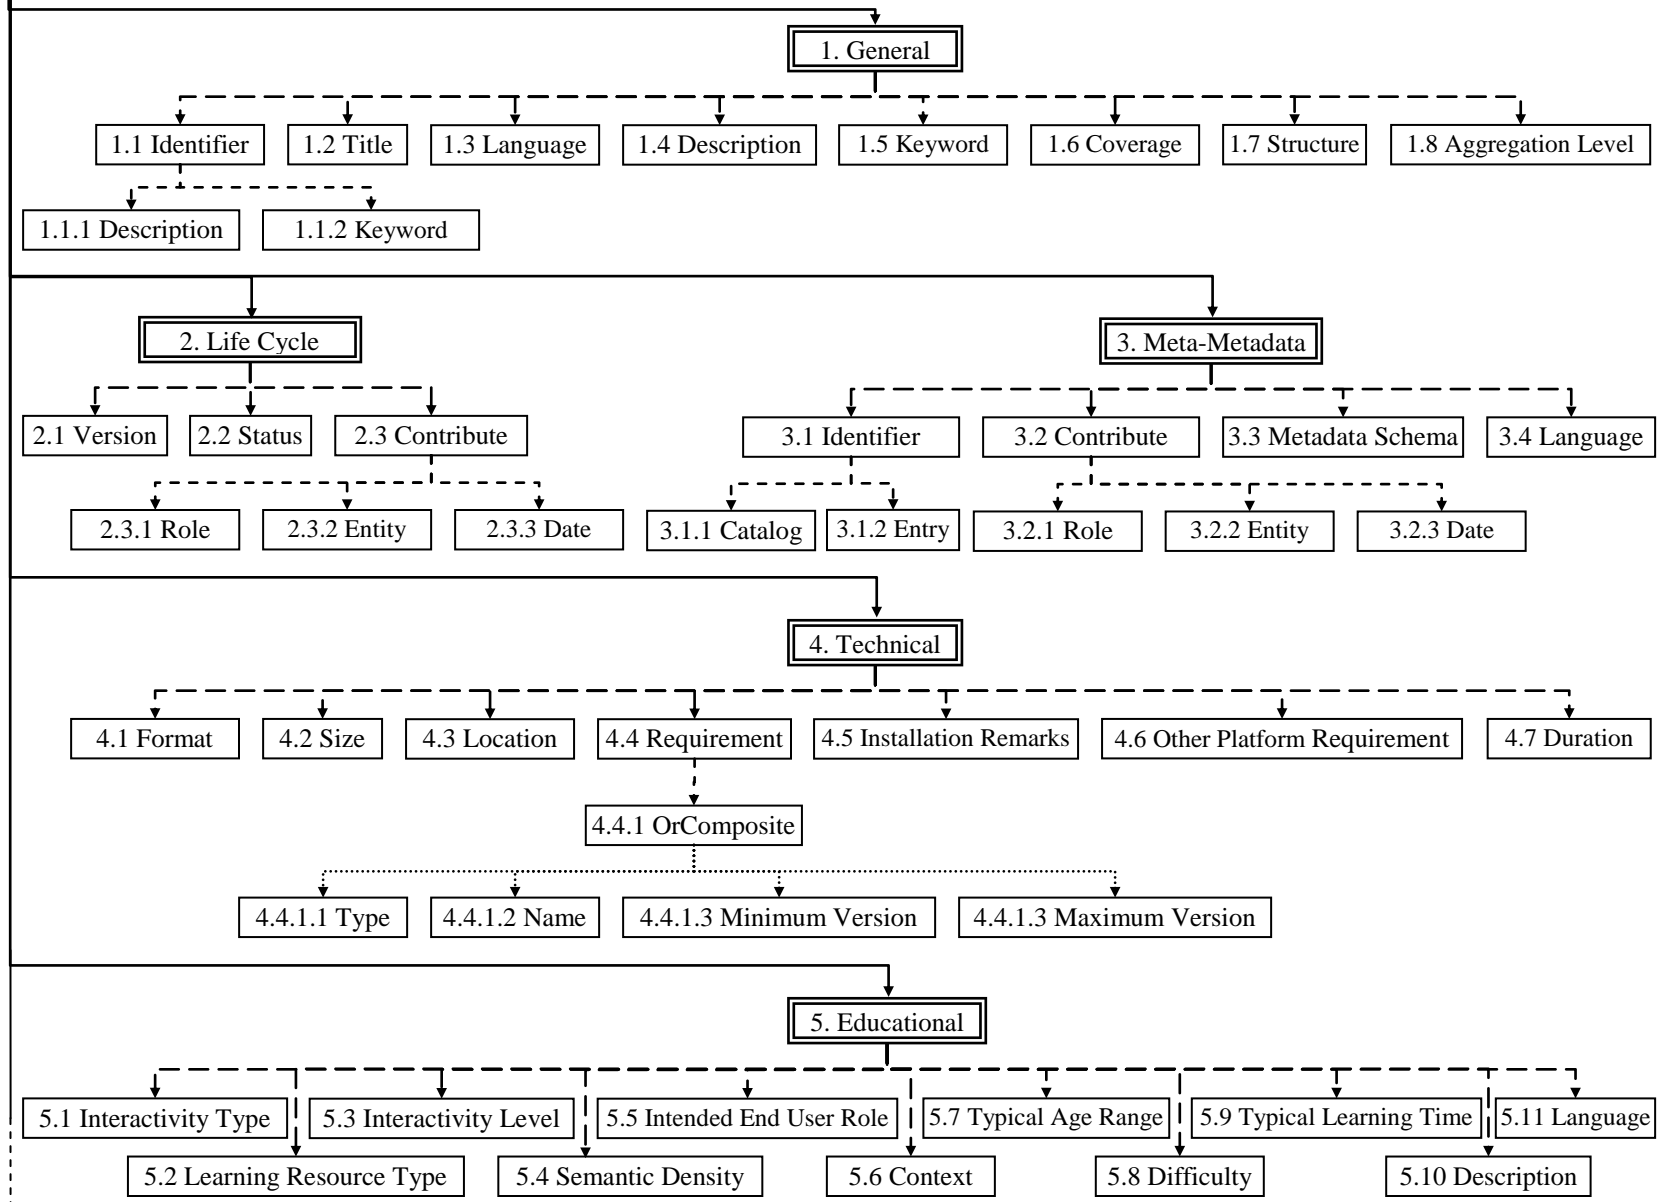 1. General
1.1 Identifier
1.2 Title
1.3 Language
1.4 Description
1.5 Keyword
1.6 Coverage
1.7 Structure
1.8 Aggregation Level
1.1.1 Description
1.1.2 Keyword
2. Life Cycle
3. Meta-Metadata
2.1 Version
2.2 Status
2.3 Contribute
3.1 Identifier
3.2 Contribute
3.3 Metadata Schema
3.4 Language
2.3.1 Role
2.3.2 Entity
2.3.3 Date
3.1.1 Catalog
3.1.2 Entry
3.2.1 Role
3.2.2 Entity
3.2.3 Date
4. Technical
4.1 Format
4.2 Size
4.3 Location
4.4 Requirement
4.5 Installation Remarks
4.6 Other Platform Requirement
4.7 Duration
4.4.1 OrComposite
4.4.1.1 Type
4.4.1.2 Name
4.4.1.3 Minimum Version
4.4.1.3 Maximum Version
5. Educational
5.1 Interactivity Type
5.3 Interactivity Level
5.5 Intended End User Role
5.7 Typical Age Range
5.9 Typical Learning Time
5.11 Language
5.2 Learning Resource Type
5.4 Semantic Density
5.6 Context
5.8 Difficulty
5.10 Description